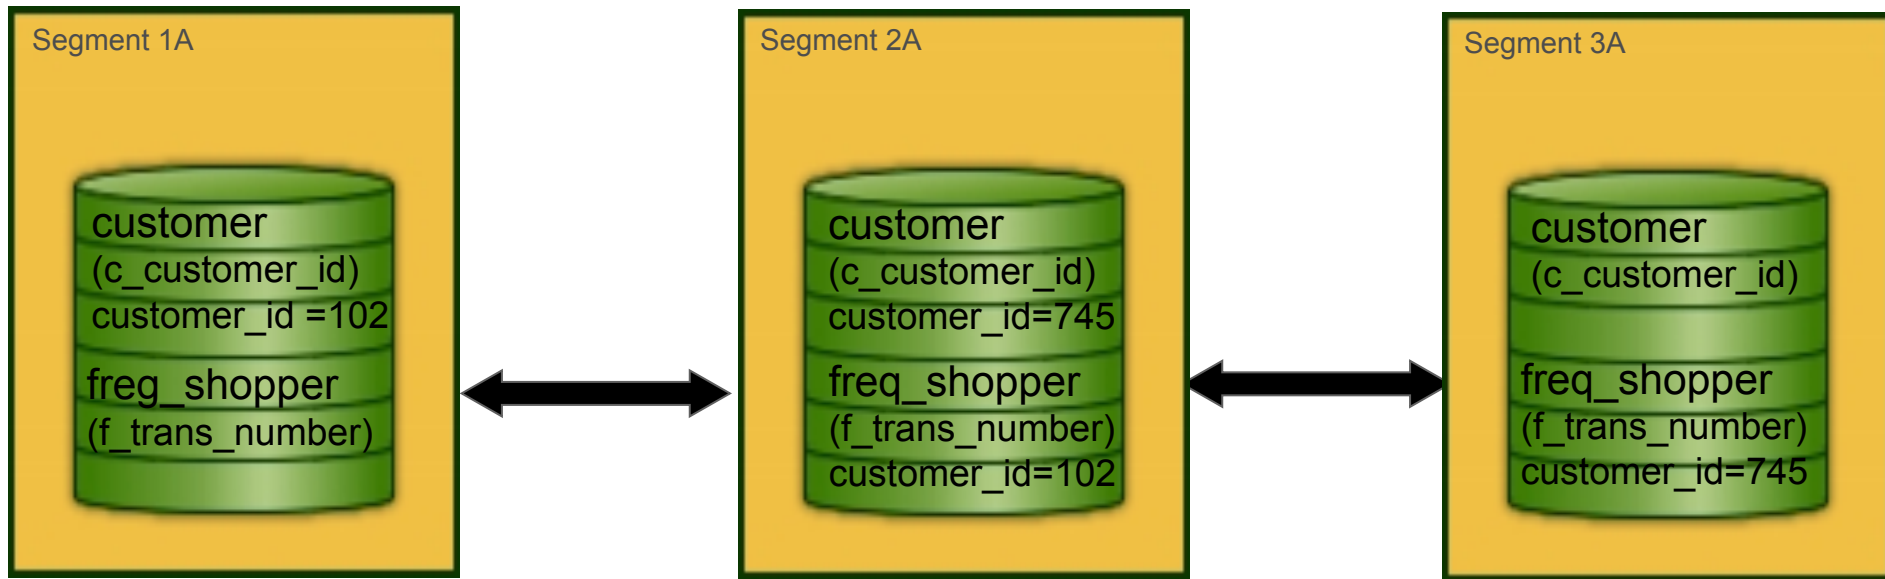 Segment 1A
customer
(c_customer_id)
customer_id =102
freg_shopper
(f_trans_number)
Segment 2A
customer
(c_customer_id)
customer_id=745
freq_shopper
(f_trans_number)
customer_id=102
Segment 3A
customer
(c_customer_id)
freq_shopper
(f_trans_number)
customer_id=745